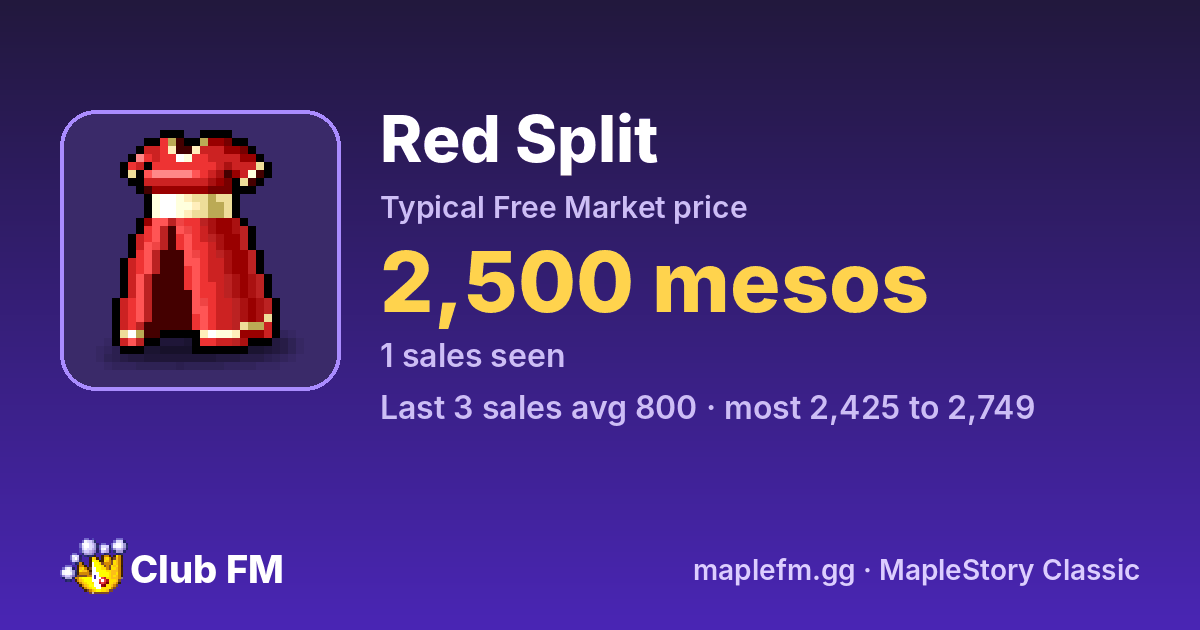 Red Split
Typical Free Market price
2,500 mesos
1 sales seen
Last 3 sales avg 800 · most 2,425 to 2,749
Club FM
maplefm.gg · MapleStory Classic